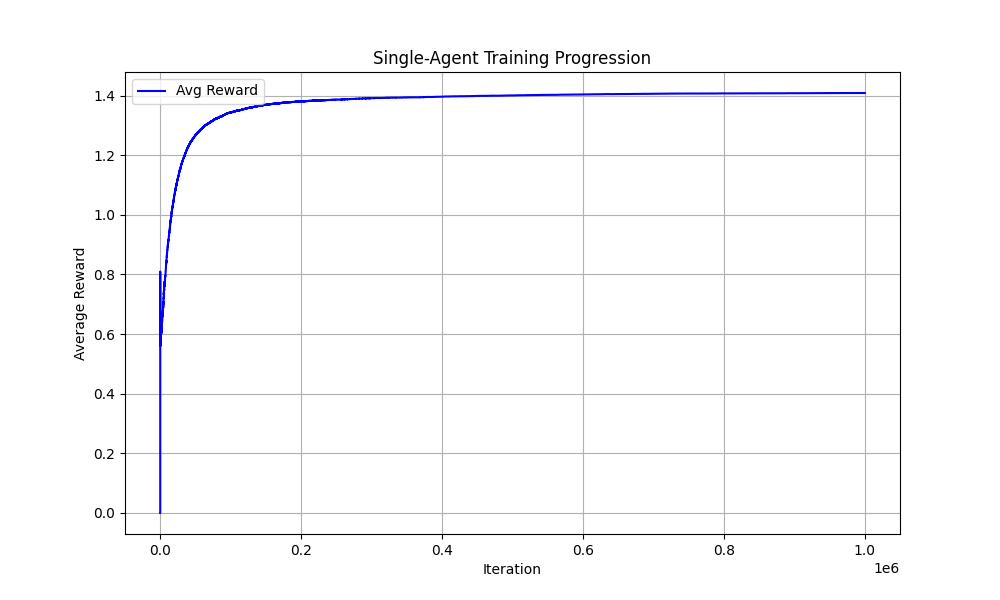 Single-Agent Training Progression
Avg Reward
Average Reward
1.4
1.2
1.0
0.8
0.6
0.4
0.2
0.0
0.0 0.2 0.4 0.6 0.8 1.0
1e6
Iteration